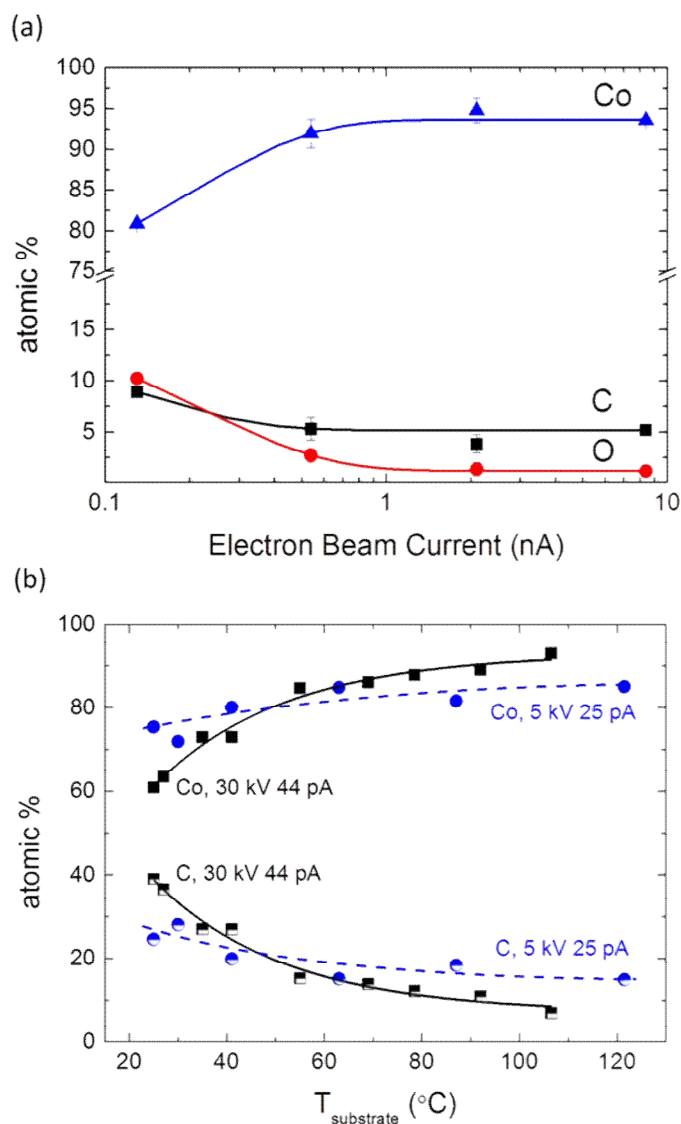 (a)
100
95
90
85
80
75
15
10
5
atomic %
Co
C
O
0.1
1
10
Electron Beam Current (nA)
(b)
100
80
60
40
20
0
atomic %
Co, 5 kV 25 pA
Co, 30 kV 44 pA
C, 30 kV 44 pA
C, 5 kV 25 pA
20
40
60
80
100
120
Tsubstrate (°C)